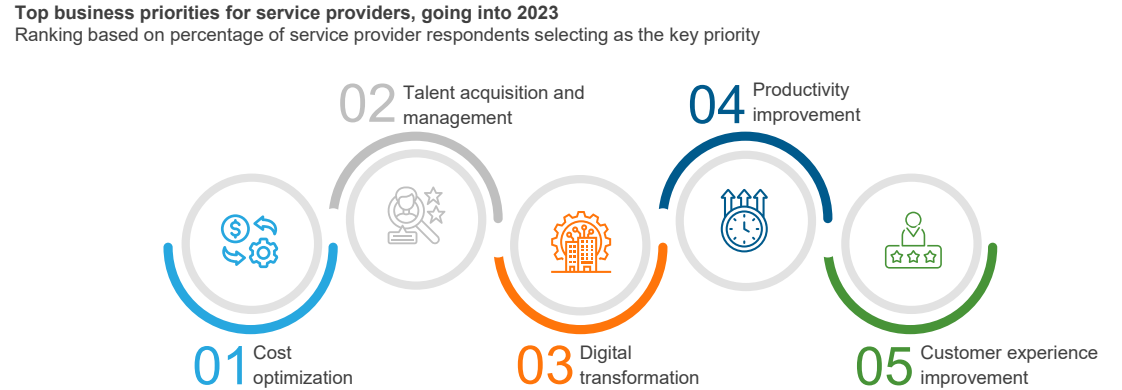 Top business priorities for service providers, going into 2023
Ranking based on percentage of service provider respondents selecting as the key priority
01
Cost
optimization
02
Talent acquisition and
management
03
Digital
transformation
04
Productivity
improvement
05
Customer experience
improvement